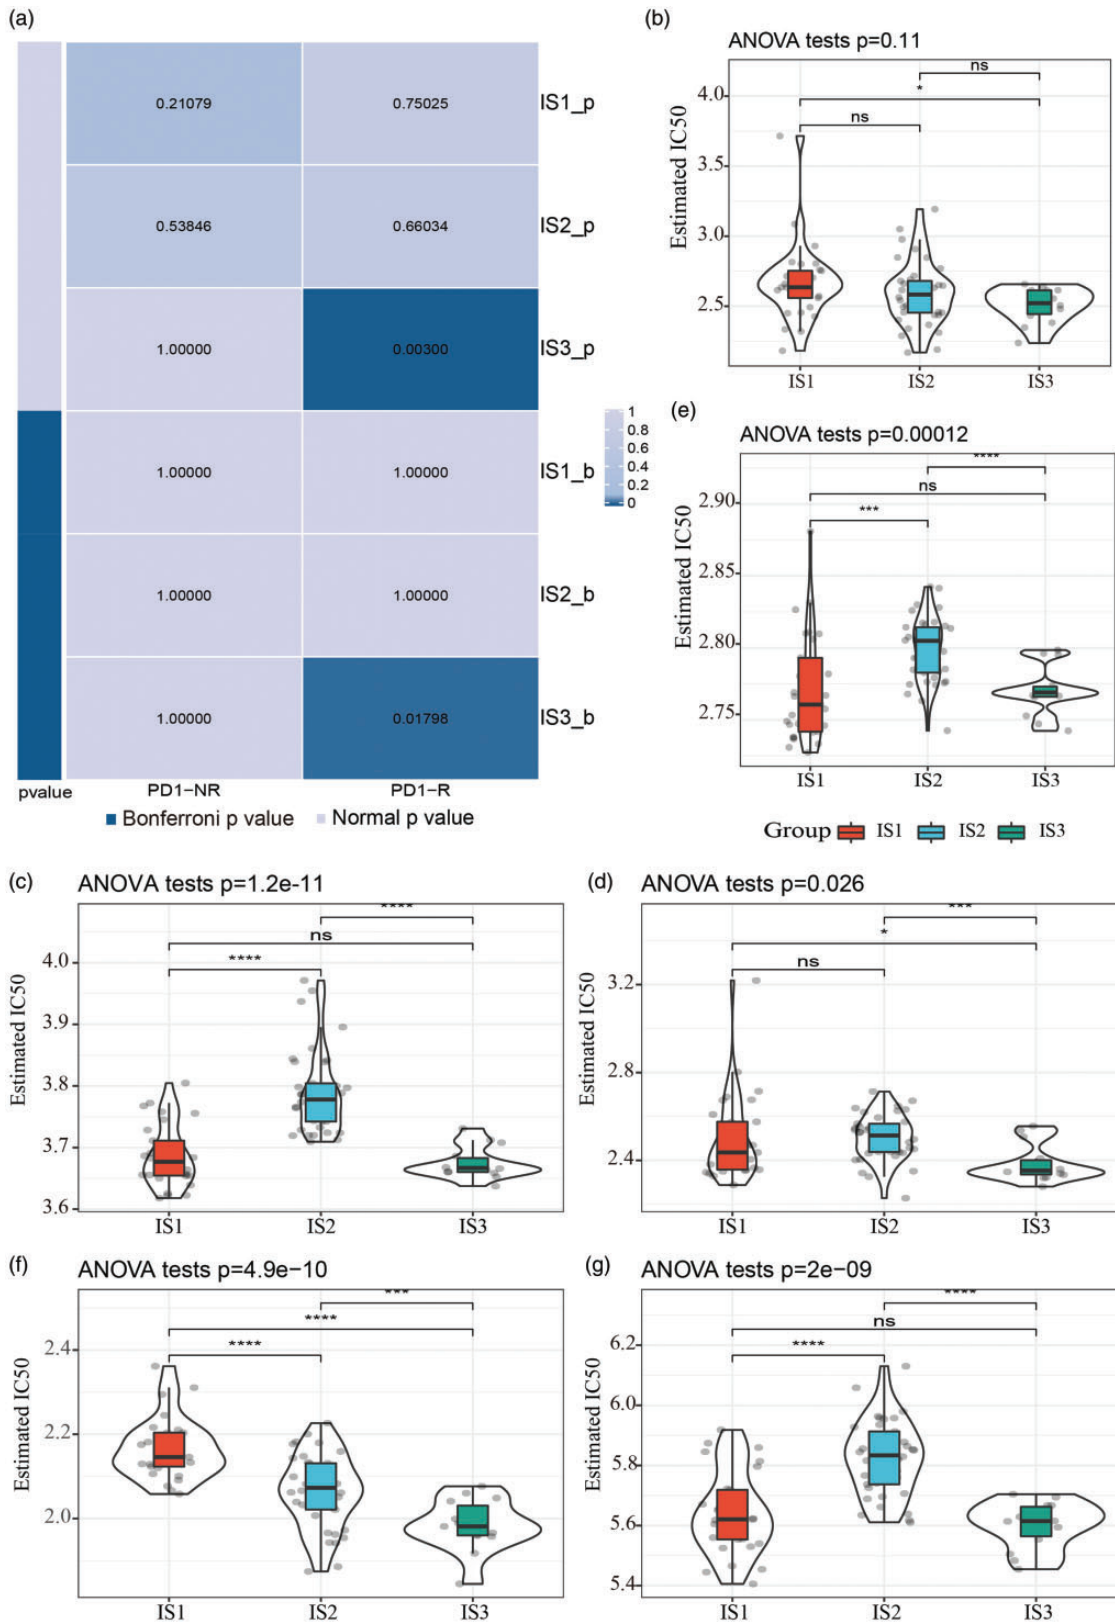 (a)
0.21079 0.75025 IS1_p
0.53846 0.66034 IS2_p
1.00000 0.00300 IS3_p
1.00000 1.00000 IS1_b
1.00000 1.00000 IS2_b
1.00000 0.01798 IS3_b
pvalue PD1-NR PD1-R
Bonferroni p value Normal p value
1
0.8
0.6
0.4
0.2
0
(b)
ANOVA tests p=0.11
ns
*
ns
Estimated IC50
4.0
3.5
3.0
2.5
IS1 IS2 IS3
(e)
ANOVA tests p=0.00012
****
ns
***
Estimated IC50
2.90
2.85
2.80
2.75
IS1 IS2 IS3
Group IS1 IS2 IS3
(c)
ANOVA tests p=1.2e-11
****
ns
****
Estimated IC50
4.0
3.9
3.8
3.7
3.6
IS1 IS2 IS3
(d)
ANOVA tests p=0.026
***
*
ns
Estimated IC50
3.2
2.8
2.4
IS1 IS2 IS3
(f)
ANOVA tests p=4.9e−10
***
****
****
Estimated IC50
2.4
2.2
2.0
IS1 IS2 IS3
(g)
ANOVA tests p=2e−09
****
ns
****
Estimated IC50
6.2
6.0
5.8
5.6
5.4
IS1 IS2 IS3